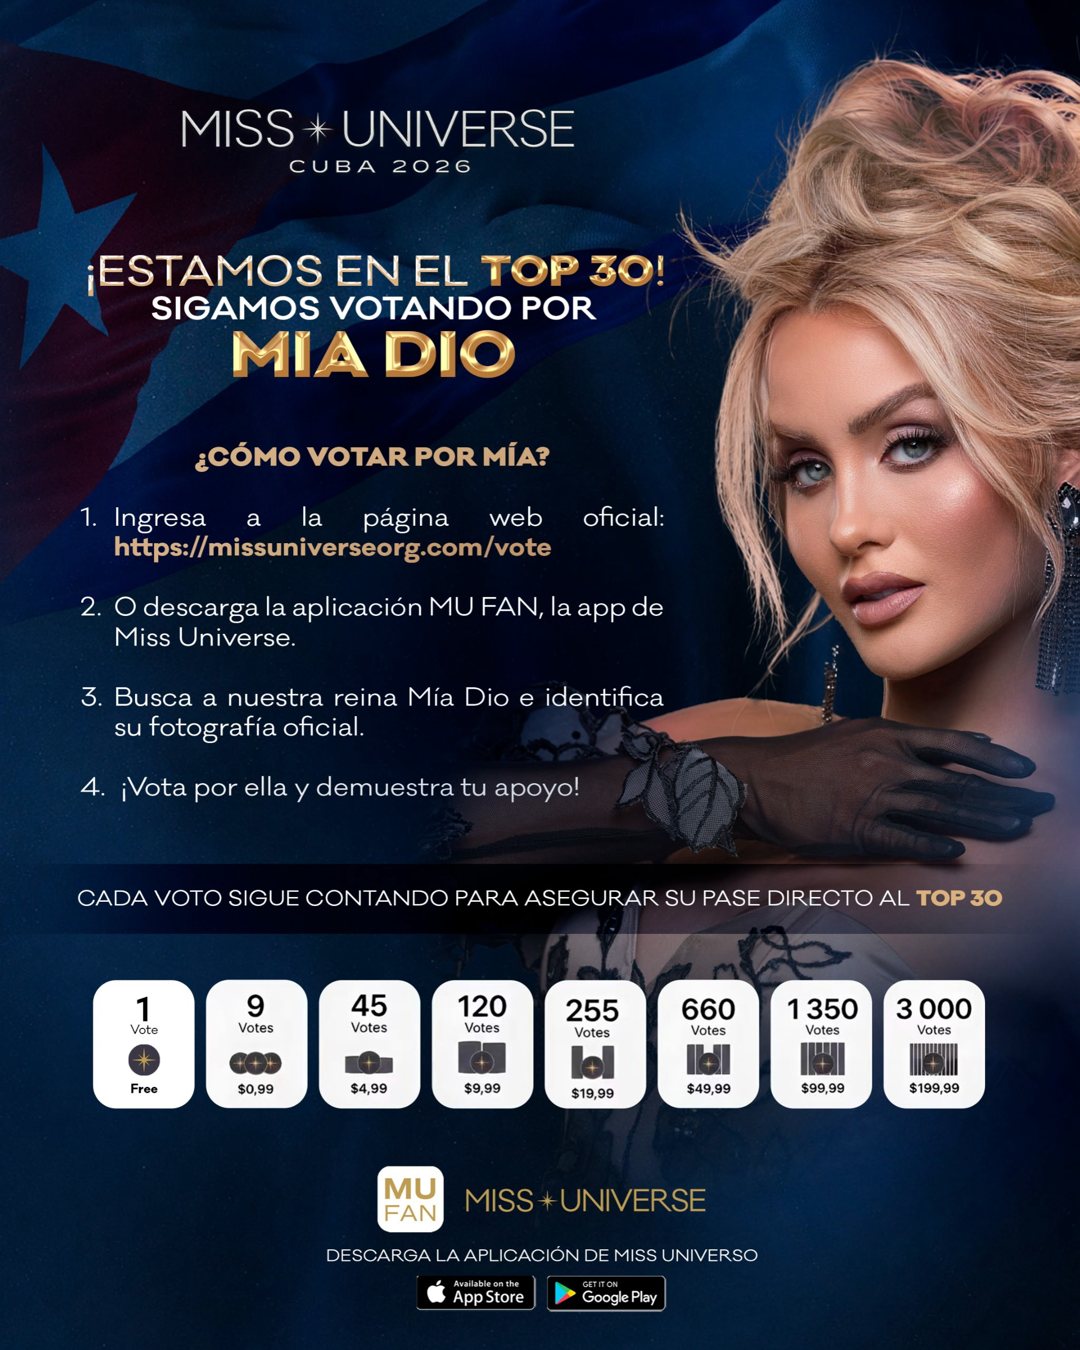 MISS UNIVERSE
CUBA 2026
¡ESTAMOS EN EL TOP 30!
SIGAMOS VOTANDO POR
MIA DIO
¿CÓMO VOTAR POR MÍA?
1. Ingresa a la página web oficial:
https://missuniverseorg.com/vote
2. O descarga la aplicación MU FAN, la app de
Miss Universe.
3. Busca a nuestra reina Mía Dio e identifica
su fotografía oficial.
4. ¡Vota por ella y demuestra tu apoyo!
CADA VOTO SIGUE CONTANDO PARA ASEGURAR SU PASE DIRECTO AL TOP 30
1
Vote
Free
9
Votes
$0,99
45
Votes
$4,99
120
Votes
$9,99
255
Votes
$19,99
660
Votes
$49,99
1 350
Votes
$99,99
3 000
Votes
$199,99
MU
FAN
MISS UNIVERSE
DESCARGA LA APLICACIÓN DE MISS UNIVERSO
Available on the
App Store
GET IT ON
Google Play